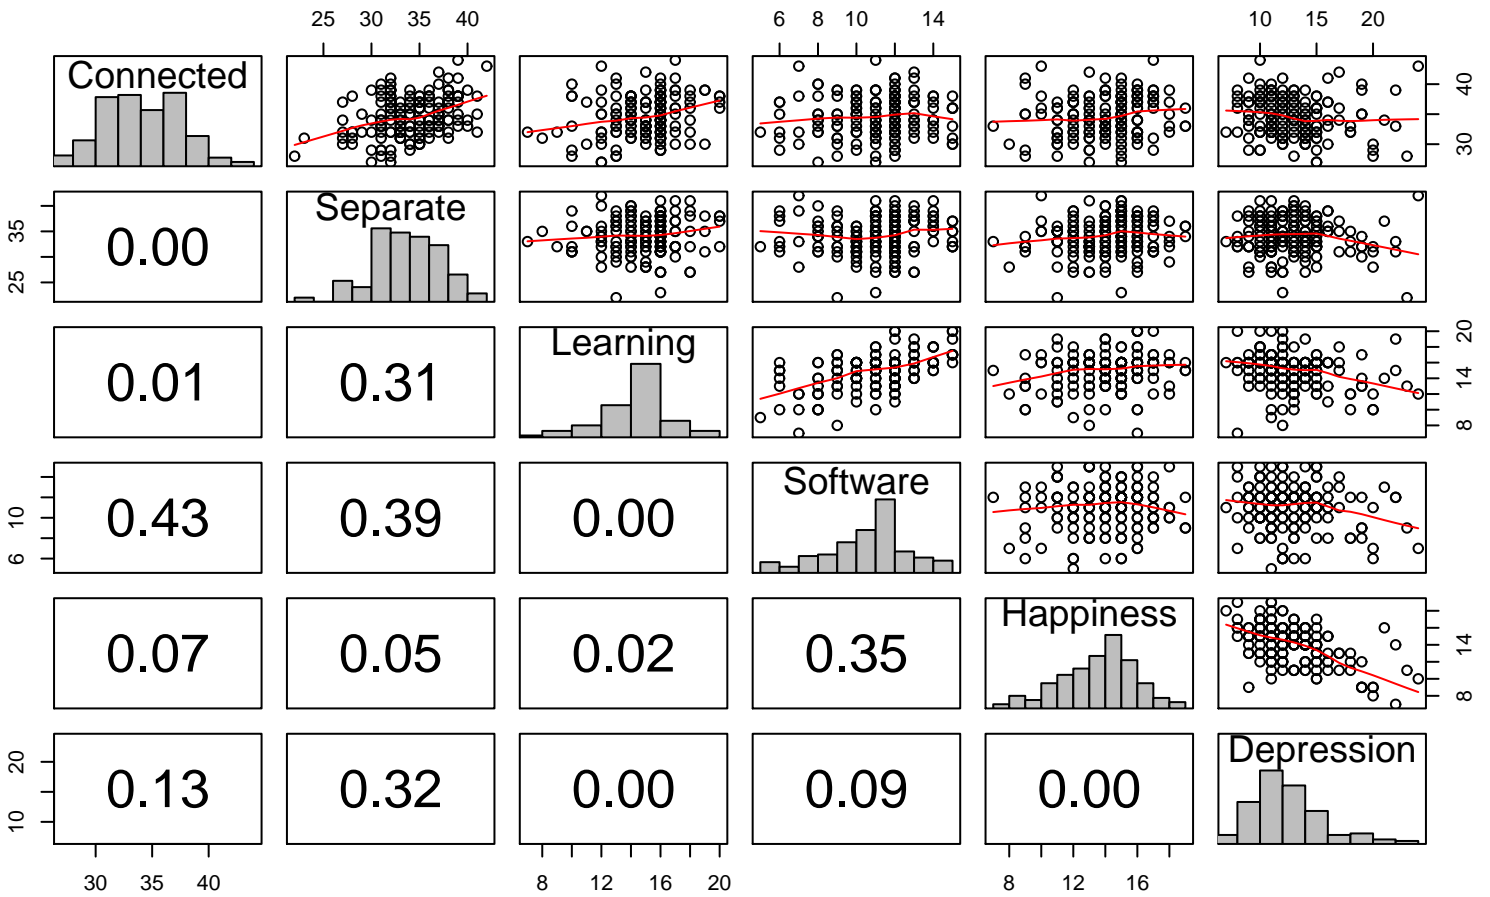 25 30 35 40 6 8 10 14 10 15 20
Connected
30 40
0.00 Separate
25 35
0.01 0.31 Learning
8 14 20
0.43 0.39 0.00 Software
6 10
0.07 0.05 0.02 0.35 Happiness
8 14
0.13 0.32 0.00 0.09 0.00 Depression
10 20
30 35 40 8 12 16 20 8 12 16